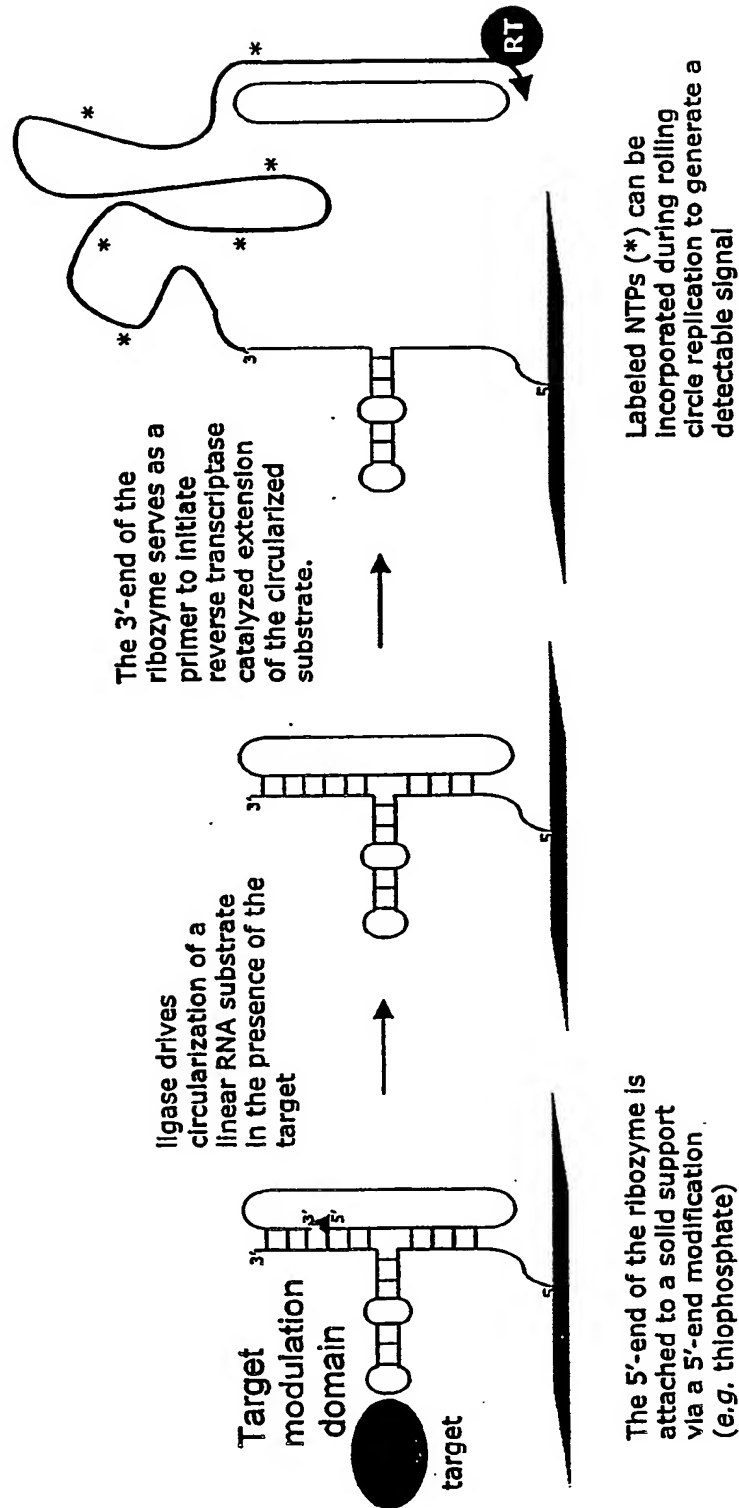 Target
modulation
domain
target
3'
3'
5'
5'
The 5'-end of the ribozyme is
attached to a solid support
via a 5'-end modification
(e.g. thiophosphate)
ligase drives
circularization of a
linear RNA substrate
in the presence of the
target
3'
5'
The 3'-end of the
ribozyme serves as a
primer to initiate
reverse transcriptase
catalyzed extension
of the circularized
substrate.
3'
5'
*
*
*
*
*
*
RT
Labeled NTPs (*) can be
incorporated during rolling
circle replication to generate a
detectable signal